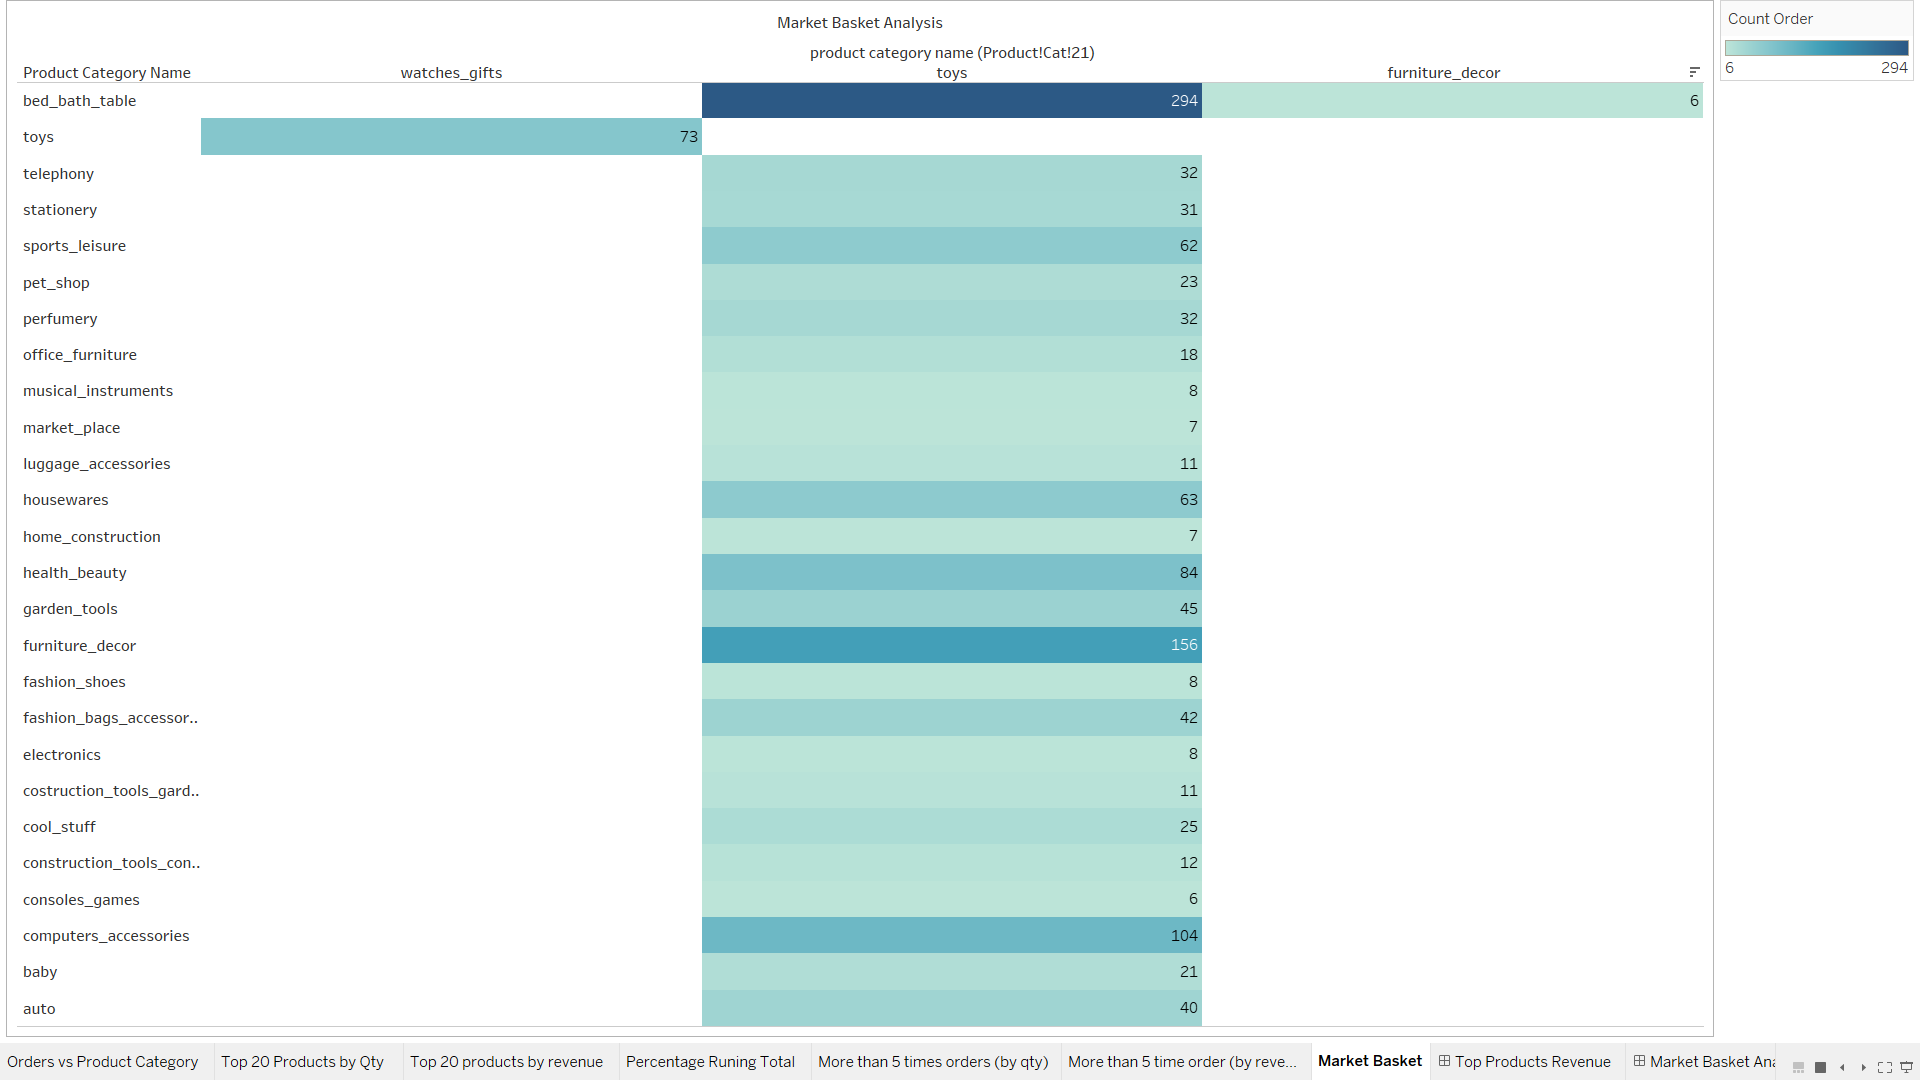 Market Basket Analysis
product category name (Product!Cat!21)
Product Category Name watches_gifts toys furniture_decor
bed_bath_table 294 6
toys 73
telephony 32
stationery 31
sports_leisure 62
pet_shop 23
perfumery 32
office_furniture 18
musical_instruments 8
market_place 7
luggage_accessories 11
housewares 63
home_construction 7
health_beauty 84
garden_tools 45
furniture_decor 156
fashion_shoes 8
fashion_bags_accessor.. 42
electronics 8
costruction_tools_gard.. 11
cool_stuff 25
construction_tools_con.. 12
consoles_games 6
computers_accessories 104
baby 21
auto 40
Count Order
6 294
Orders vs Product Category Top 20 Products by Qty Top 20 products by revenue Percentage Runing Total More than 5 times orders (by qty) More than 5 time order (by reve... Market Basket Top Products Revenue Market Basket Ana